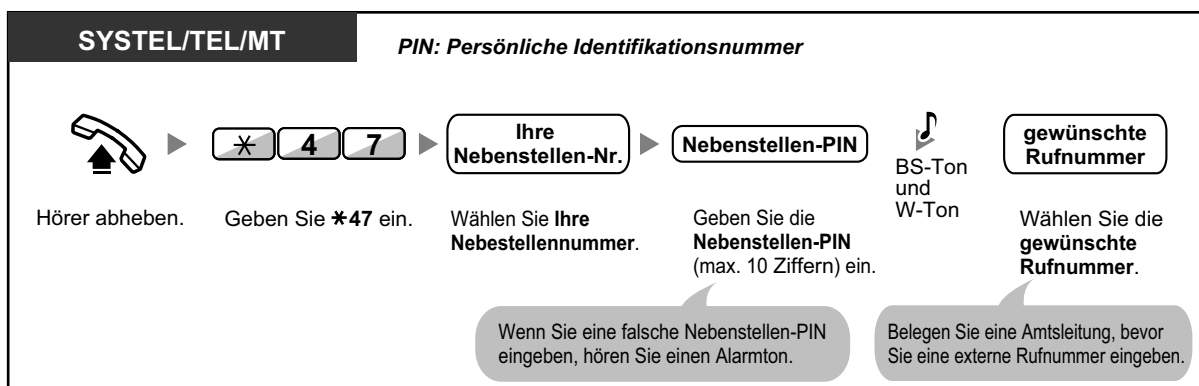 SYSTEL/TEL/MT
PIN: Persönliche Identifikationsnummer
✳ 4 7
Ihre
Nebenstellen-Nr.
Nebenstellen-PIN
BS-Ton
und
W-Ton
gewünschte
Rufnummer
Hörer abheben.
Geben Sie ✳47 ein.
Wählen Sie Ihre
Nebestellennummer.
Geben Sie die
Nebenstellen-PIN
(max. 10 Ziffern) ein.
Wählen Sie die
gewünschte
Rufnummer.
Wenn Sie eine falsche Nebenstellen-PIN
eingeben, hören Sie einen Alarmton.
Belegen Sie eine Amtsleitung, bevor
Sie eine externe Rufnummer eingeben.